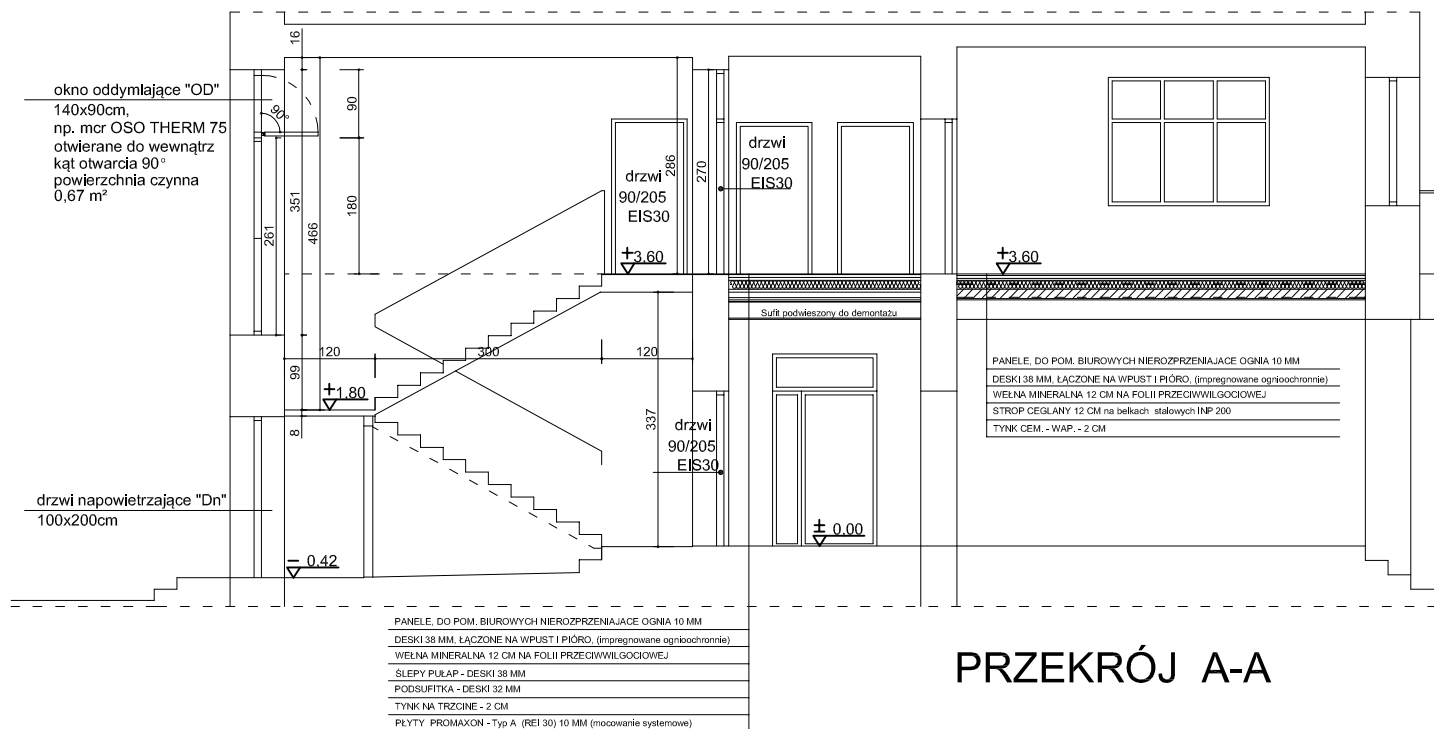 okno oddymlające "OD"
140x90cm,
np. mcr OSO THERM 75
otwierane do wewnątrz
kąt otwarcia 90°
powierzchnia czynna
0,67 m²
90°
16
90
351
180
466
261
drzwi
90/205
EIS30
286
270
drzwi
90/205
EIS30
+3.60
+3.60
Sufit podwieszony do demontażu
120
300
120
99
+1.80
8
337
drzwi
90/205
EIS30
PANELE, DO POM. BIUROWYCH NIEROZPRZENIAJACE OGNIA 10 MM
DESKI 38 MM, ŁĄCZONE NA WPUST I PIÓRO, (impregnowane ognioochronnie)
WEŁNA MINERALNA 12 CM NA FOLII PRZECIWWILGOCIOWEJ
STROP CEGLANY 12 CM na belkach stalowych INP 200
TYNK CEM. - WAP. - 2 CM
drzwi napowietrzające "Dn"
100x200cm
± 0,00
- 0.42
PANELE, DO POM. BIUROWYCH NIEROZPRZENIAJACE OGNIA 10 MM
DESKI 38 MM, ŁĄCZONE NA WPUST I PIÓRO, (impregnowane ognioochronnie)
WEŁNA MINERALNA 12 CM NA FOLII PRZECIWWILGOCIOWEJ
ŚLEPY PUŁAP - DESKI 38 MM
PODSUFITKA - DESKI 32 MM
TYNK NA TRZCINE - 2 CM
PŁYTY PROMAXON - Typ A (REI 30) 10 MM (mocowanie systemowe)
PRZEKRÓJ A-A